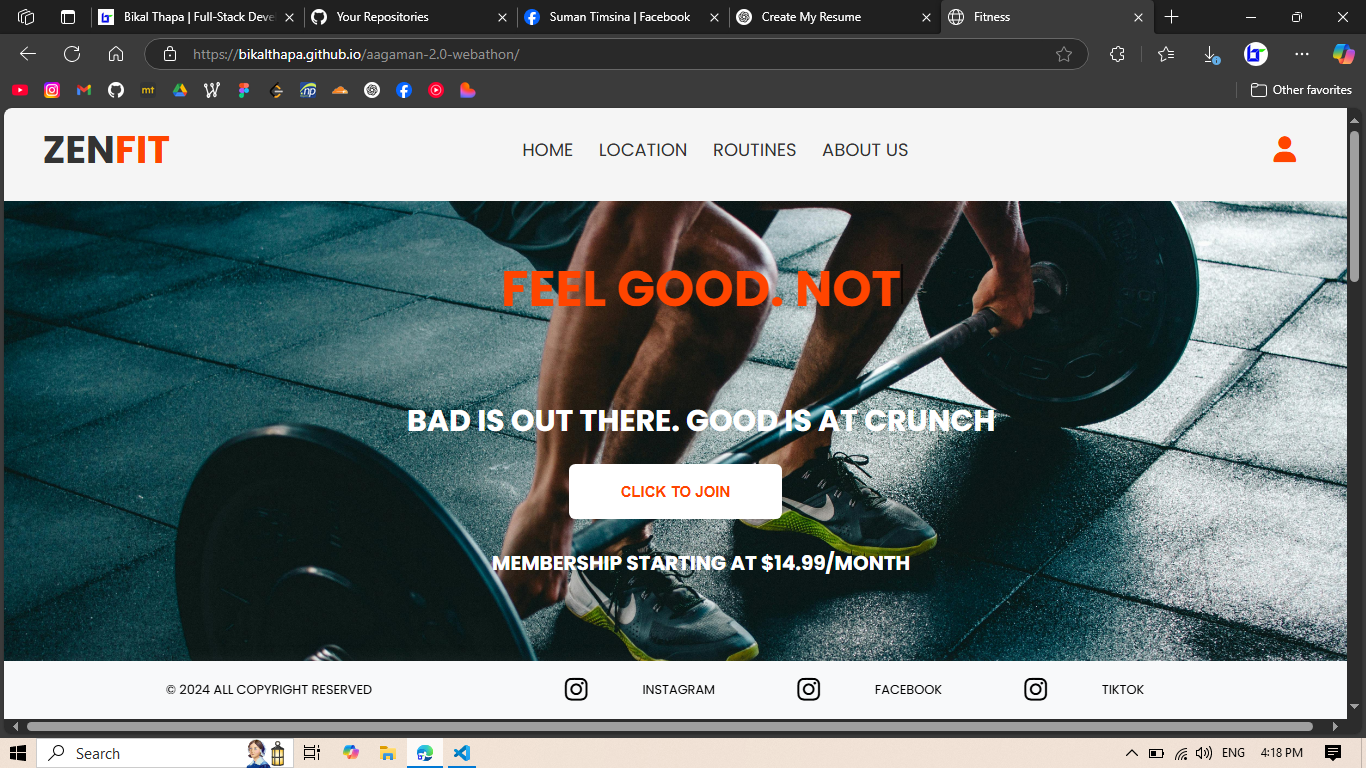 Bikal Thapa | Full-Stack Deve
Your Repositories
Suman Timsina | Facebook
Create My Resume
Fitness
https://bikalthapa.github.io/aagaman-2.0-webathon/
mt
Other favorites
ZENFIT
HOME LOCATION ROUTINES ABOUT US
FEEL GOOD. NOT
BAD IS OUT THERE. GOOD IS AT CRUNCH
CLICK TO JOIN
MEMBERSHIP STARTING AT $14.99/MONTH
© 2024 ALL COPYRIGHT RESERVED INSTAGRAM FACEBOOK TIKTOK
Search
ENG 4:18 PM